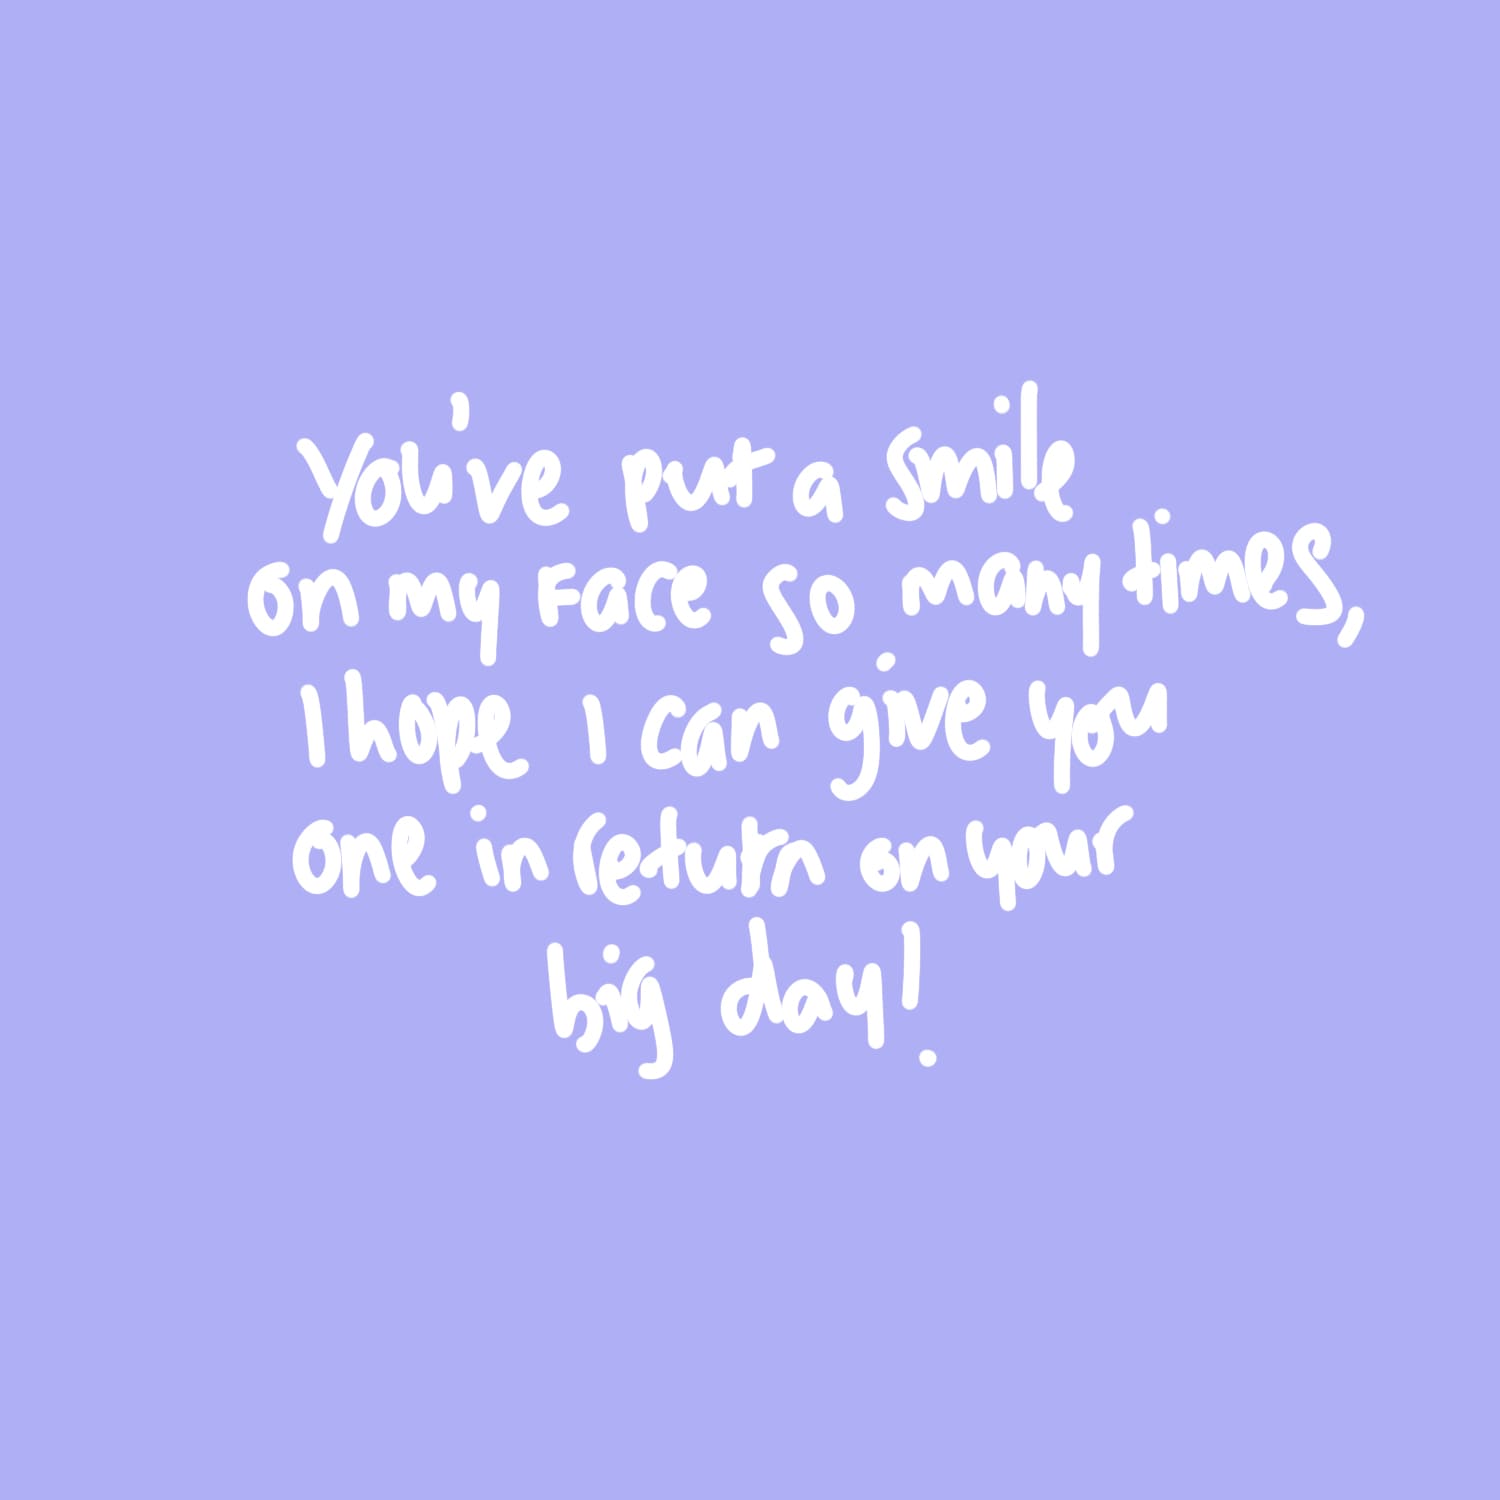 You've put a smile
on my face so many times,
I hope I can give you
one in return on your
big day!